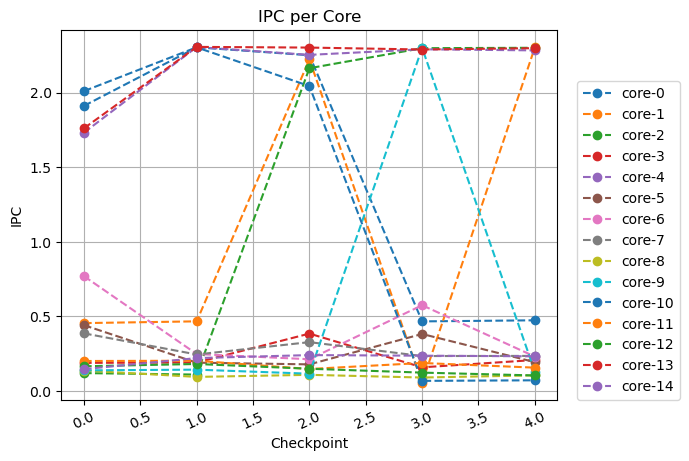 IPC per Core
IPC
2.0
1.5
1.0
0.5
0.0
0.0
0.5
1.0
1.5
2.0
2.5
3.0
3.5
4.0
Checkpoint
core-0
core-1
core-2
core-3
core-4
core-5
core-6
core-7
core-8
core-9
core-10
core-11
core-12
core-13
core-14